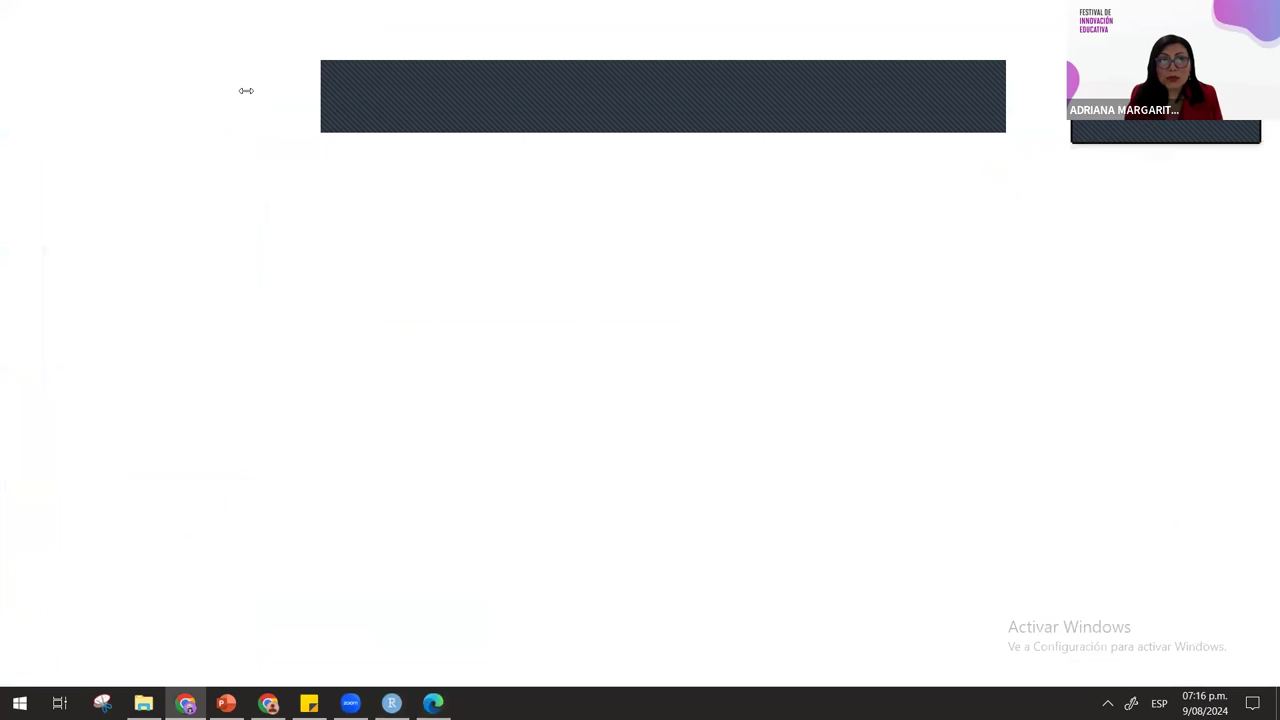 FESTIVAL DE
INNOVACIÓN
EDUCATIVA
ADRIANA MARGARIT...
Activar Windows
Ve a Configuración para activar Windows.
P
zoom
R
ESP
07:16 p.m.
9/08/2024